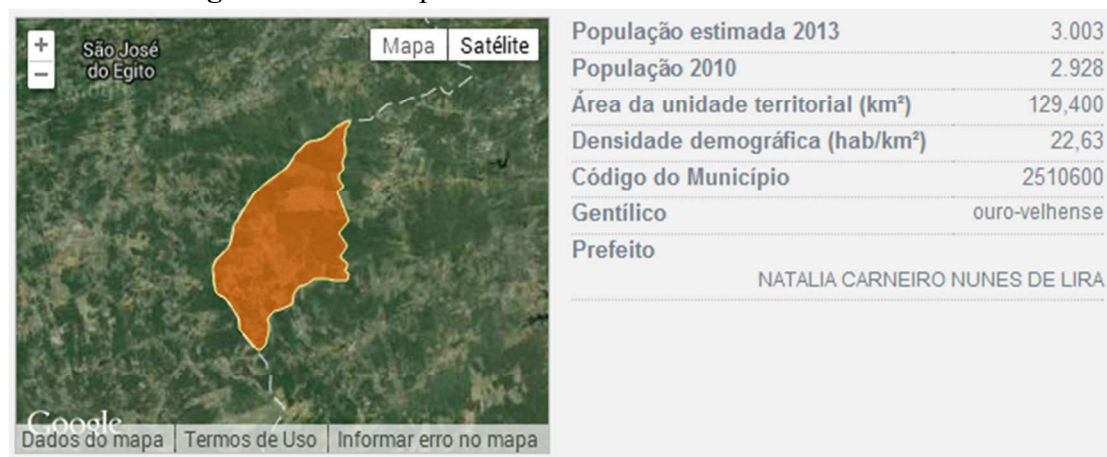 +
−
São José
do Egito
Mapa Satélite
Google
Dados do mapa Termos de Uso Informar erro no mapa
População estimada 2013 3.003
População 2010 2.928
Área da unidade territorial (km²) 129,400
Densidade demográfica (hab/km²) 22,63
Código do Município 2510600
Gentílico ouro-velhense
Prefeito
NATALIA CARNEIRO NUNES DE LIRA